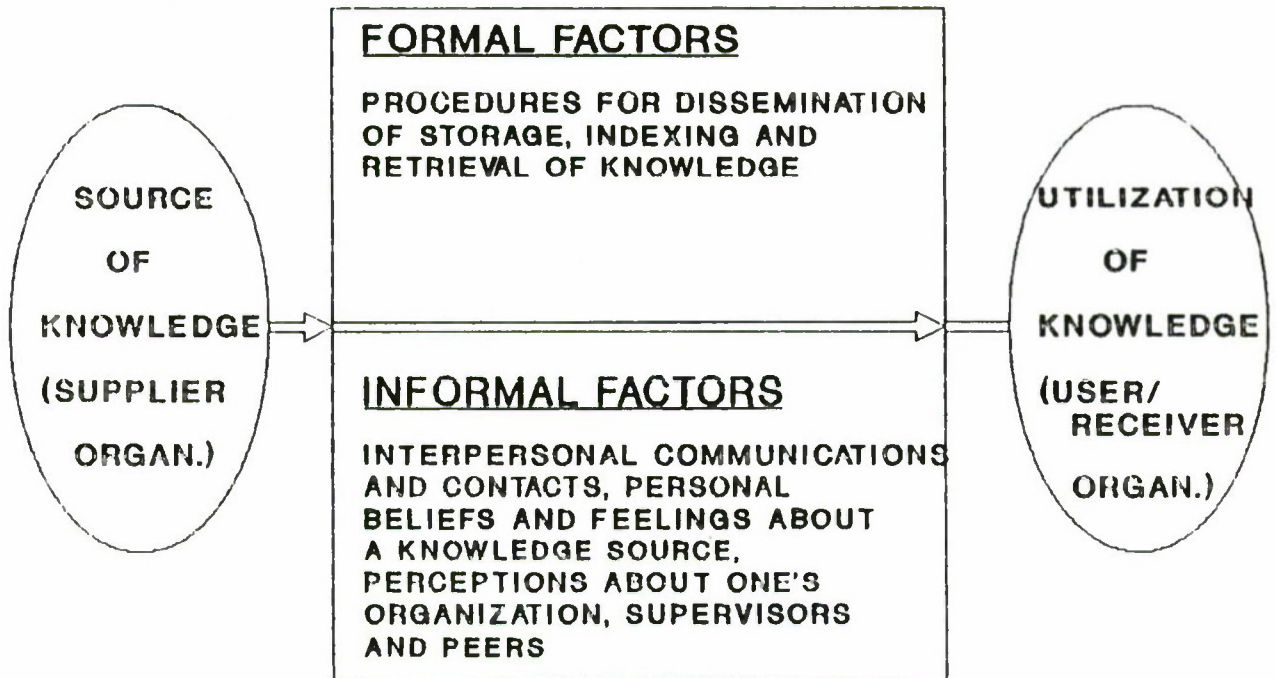 SOURCE
OF
KNOWLEDGE
(SUPPLIER
ORGAN.)
FORMAL FACTORS
PROCEDURES FOR DISSEMINATION
OF STORAGE, INDEXING AND
RETRIEVAL OF KNOWLEDGE
INFORMAL FACTORS
INTERPERSONAL COMMUNICATIONS
AND CONTACTS, PERSONAL
BELIEFS AND FEELINGS ABOUT
A KNOWLEDGE SOURCE,
PERCEPTIONS ABOUT ONE'S
ORGANIZATION, SUPERVISORS
AND PEERS
UTILIZATION
OF
KNOWLEDGE
(USER/
RECEIVER
ORGAN.)